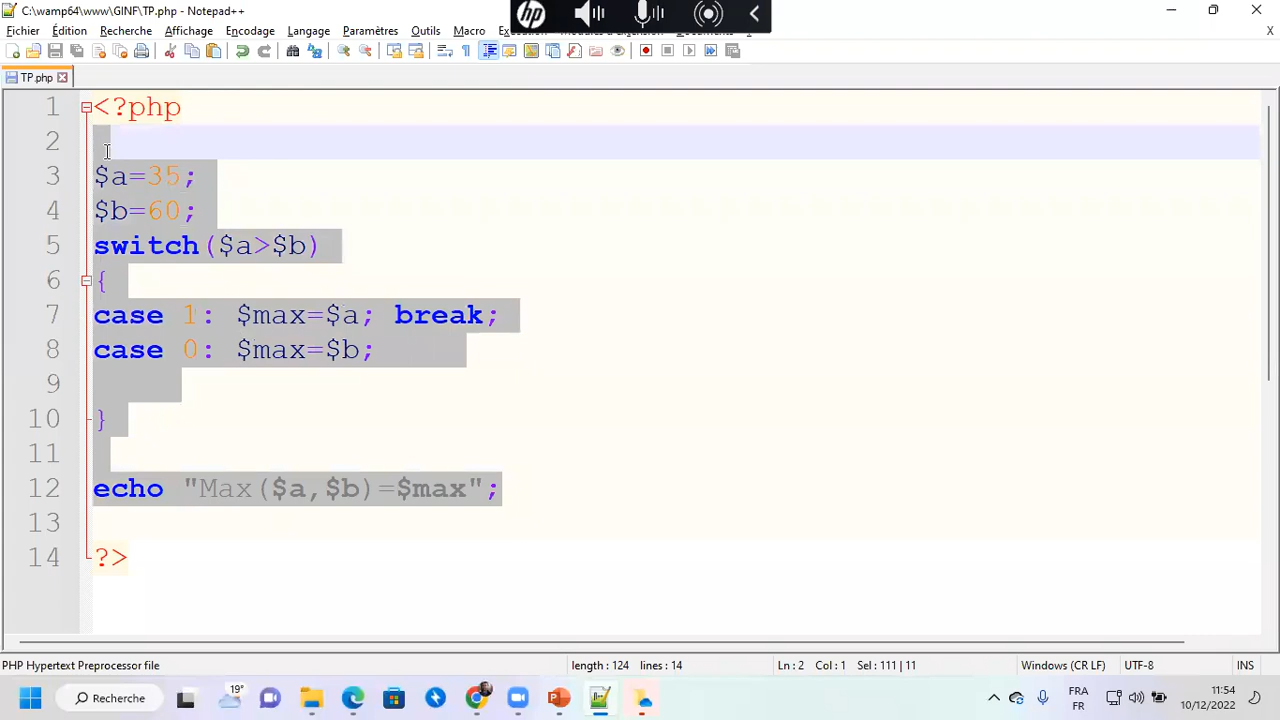 C:\wamp64\www\GINF\TP.php - Notepad++
Fichier Édition Recherche Affichage Encodage Langage Paramètres Outils Macro
TP.php
1 <?php
2
3 $a=35;
4 $b=60;
5 switch($a>$b)
6 {
7 case 1: $max=$a; break;
8 case 0: $max=$b;
9
10 }
11
12 echo "Max($a,$b)=$max";
13
14 ?>
PHP Hypertext Preprocessor file length : 124 lines : 14 Ln : 2 Col : 1 Sel : 111 | 11 Windows (CR LF) UTF-8 INS
Recherche 19° FRA 11:54
FR 10/12/2022